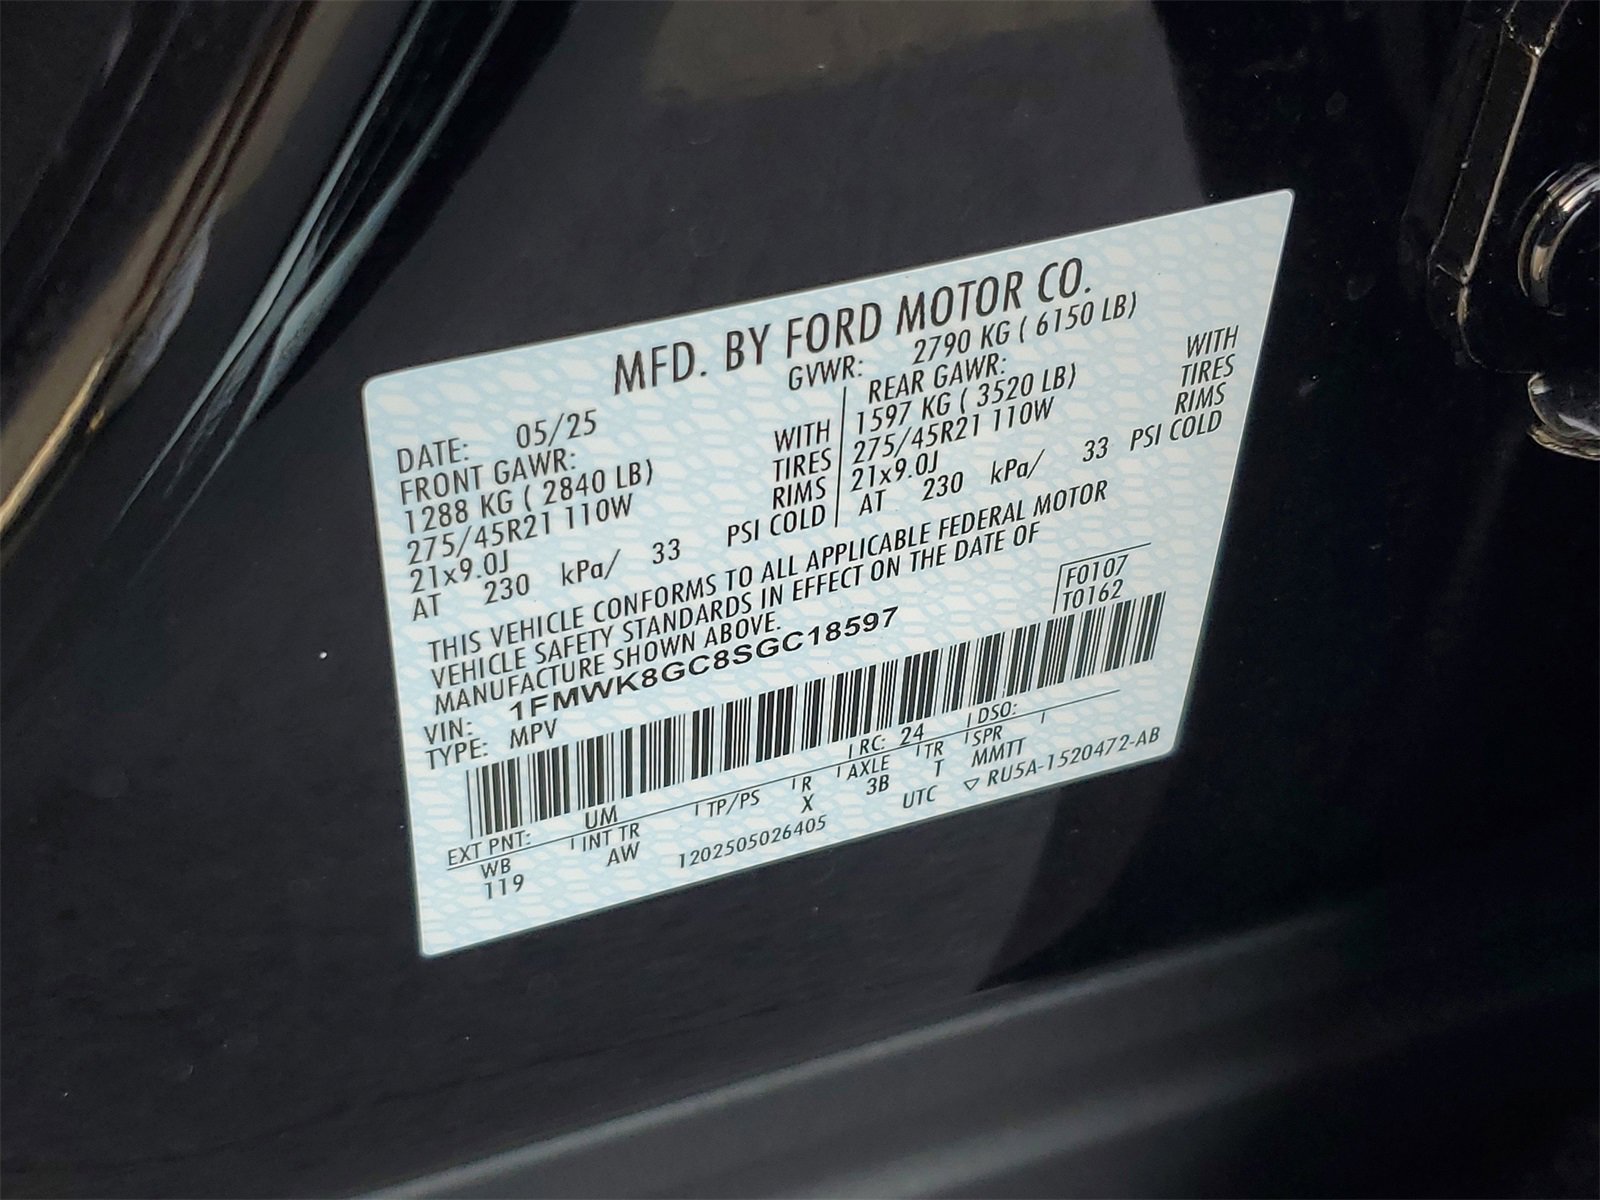 MFD. BY FORD MOTOR CO.
DATE: 05/25 GVWR: 2790 KG ( 6150 LB)
FRONT GAWR: REAR GAWR:
1288 KG ( 2840 LB) WITH 1597 KG ( 3520 LB) WITH
275/45R21 110W TIRES 275/45R21 110W TIRES
21x9.0J RIMS 21x9.0J RIMS
AT 230 kPa/ 33 PSI COLD AT 230 kPa/ 33 PSI COLD
THIS VEHICLE CONFORMS TO ALL APPLICABLE FEDERAL MOTOR
VEHICLE SAFETY STANDARDS IN EFFECT ON THE DATE OF
MANUFACTURE SHOWN ABOVE.
VIN: 1FMWK8GC8SGC18597 F0107
TYPE: MPV T0162
EXT PNT: UM RC: 24 DSO:
WB INT TR TP/PS R AXLE TR SPR
119 AW X 3B T MMTT
1202505026405 UTC ▽ RU5A-1520472-AB